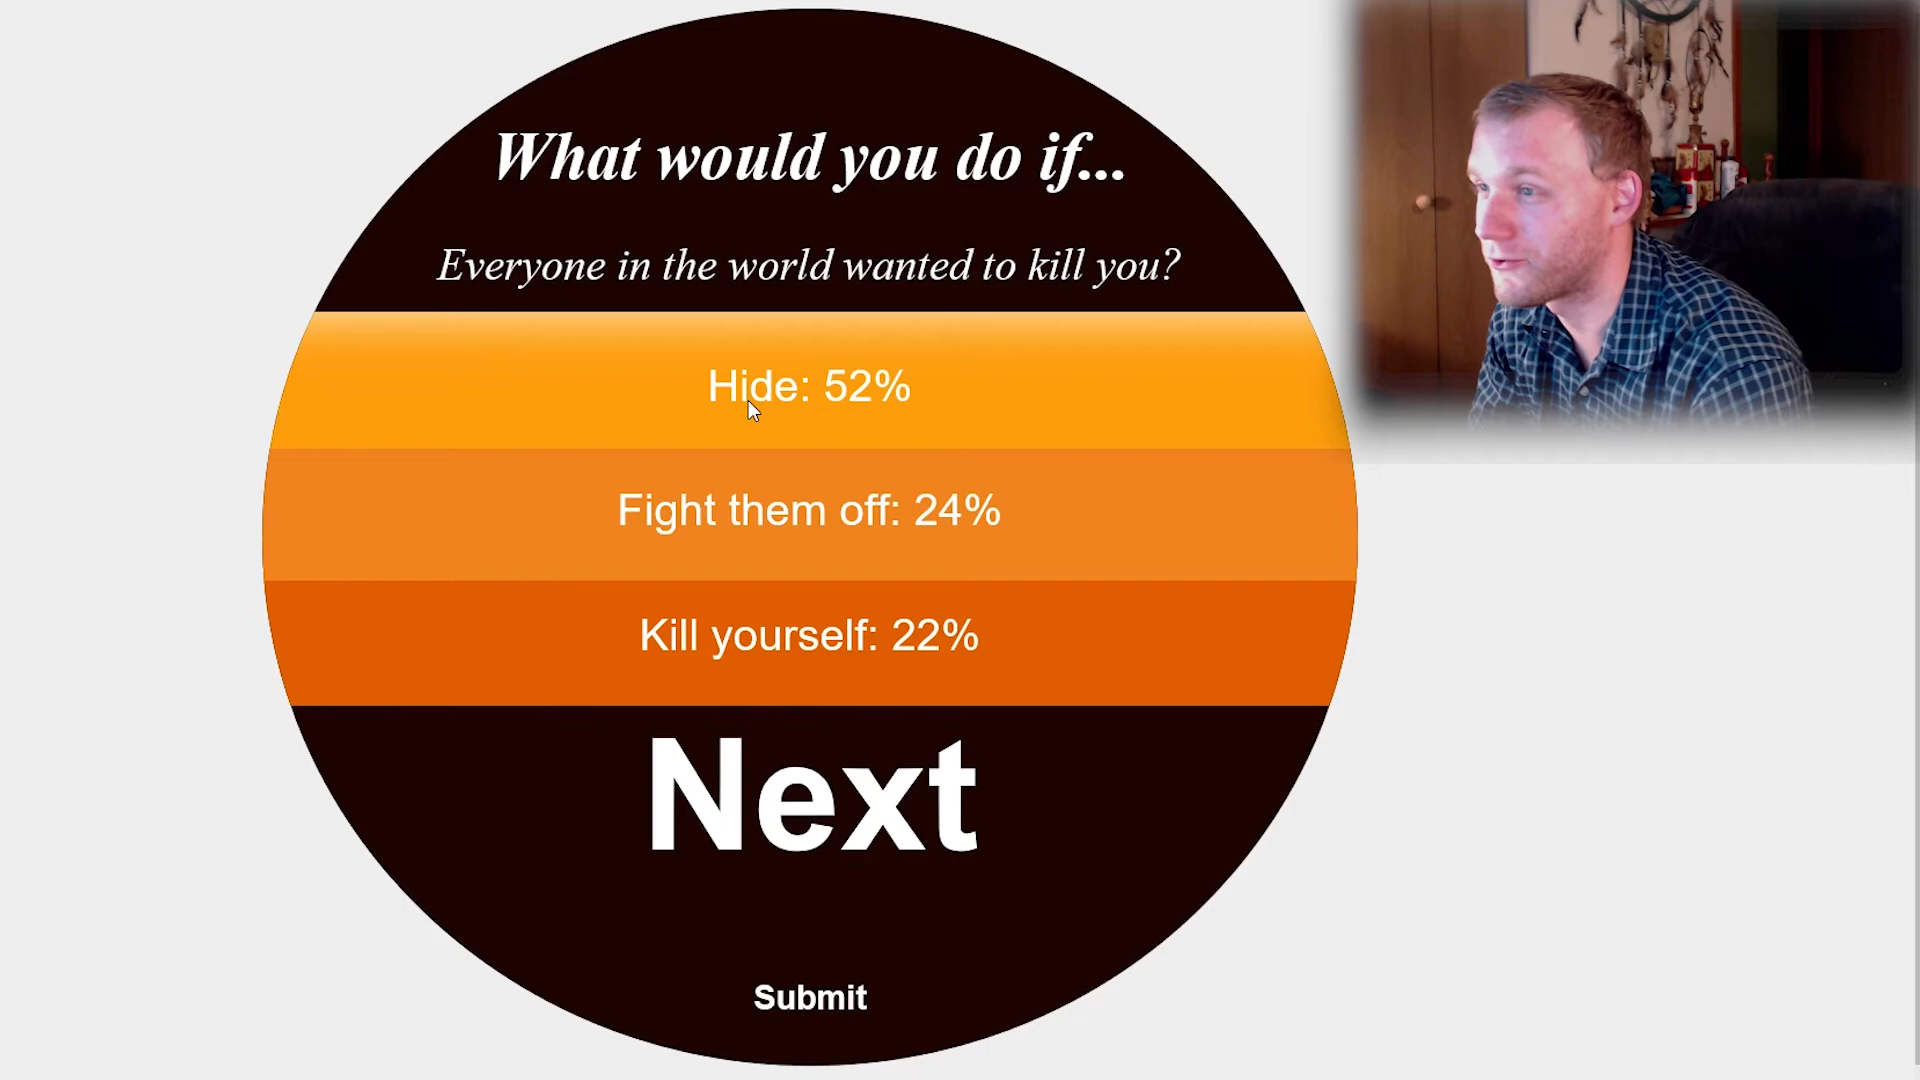 What would you do if...
Everyone in the world wanted to kill you?
Hide: 52%
Fight them off: 24%
Kill yourself: 22%
Next
Submit